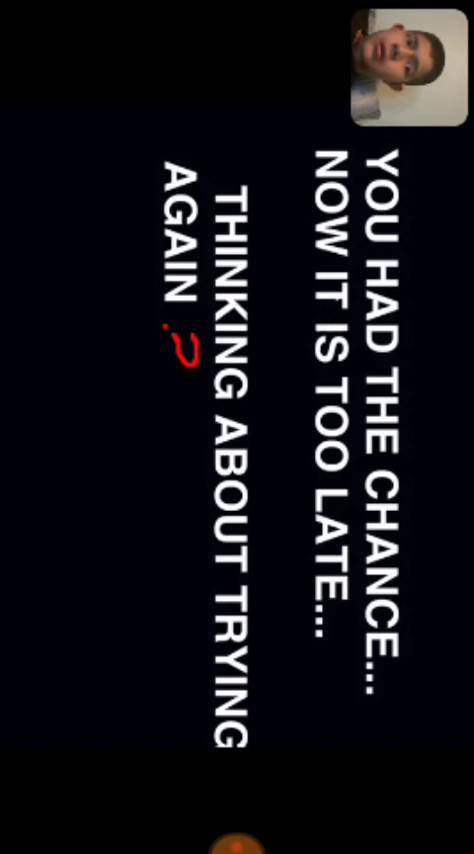 YOU HAD THE CHANCE...
NOW IT IS TOO LATE...
THINKING ABOUT TRYING
AGAIN ?